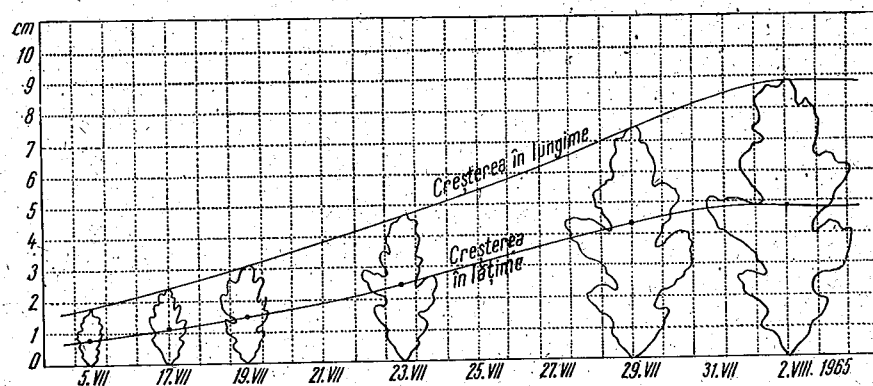 cm
10
9
8
7
6
5
4
3
2
1
0
Creșterea în lungime
Creșterea
în lățime
5.VII 17.VII 19.VII 21.VII 23.VII 25.VII 27.VII 29.VII 31.VII 2.VIII. 1965